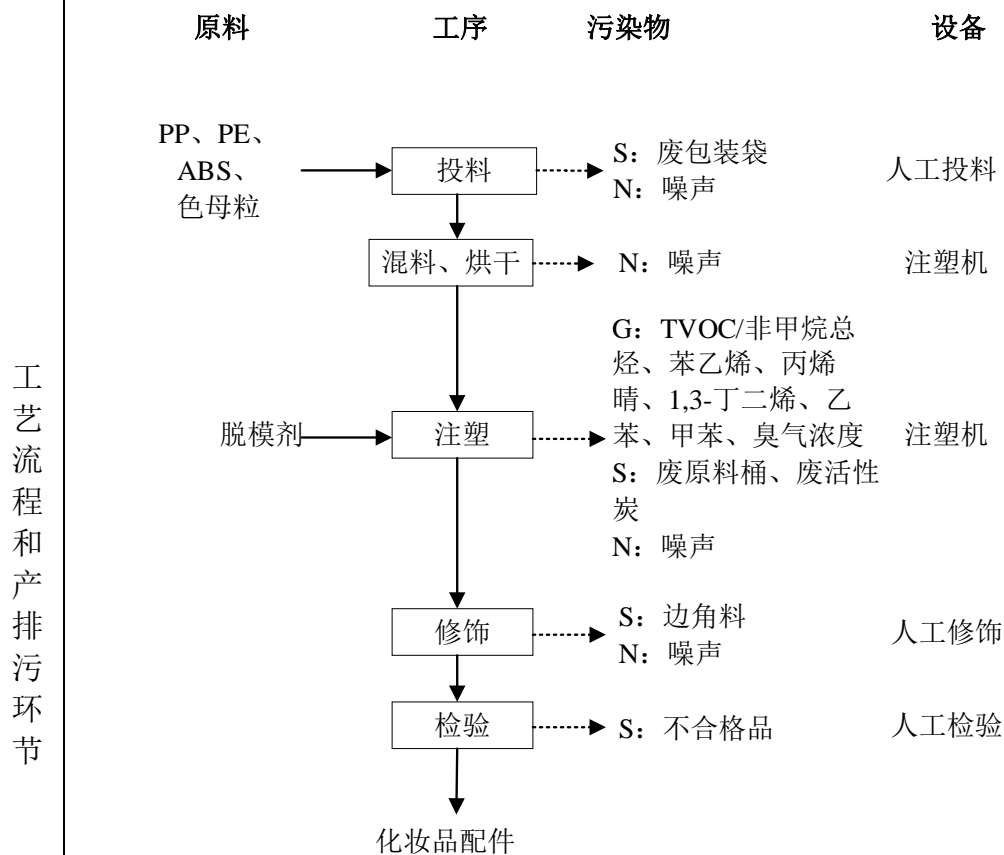 原料 工序 污染物 设备
PP、PE、
ABS、
色母粒
投料
S：废包装袋
N：噪声
人工投料
混料、烘干
N：噪声
注塑机
脱模剂
注塑
G：TVOC/非甲烷总
烃、苯乙烯、丙烯
晴、1,3-丁二烯、乙
苯、甲苯、臭气浓度
S：废原料桶、废活性
炭
N：噪声
注塑机
修饰
S：边角料
N：噪声
人工修饰
检验
S：不合格品
人工检验
化妆品配件
工艺流程和产排污环节